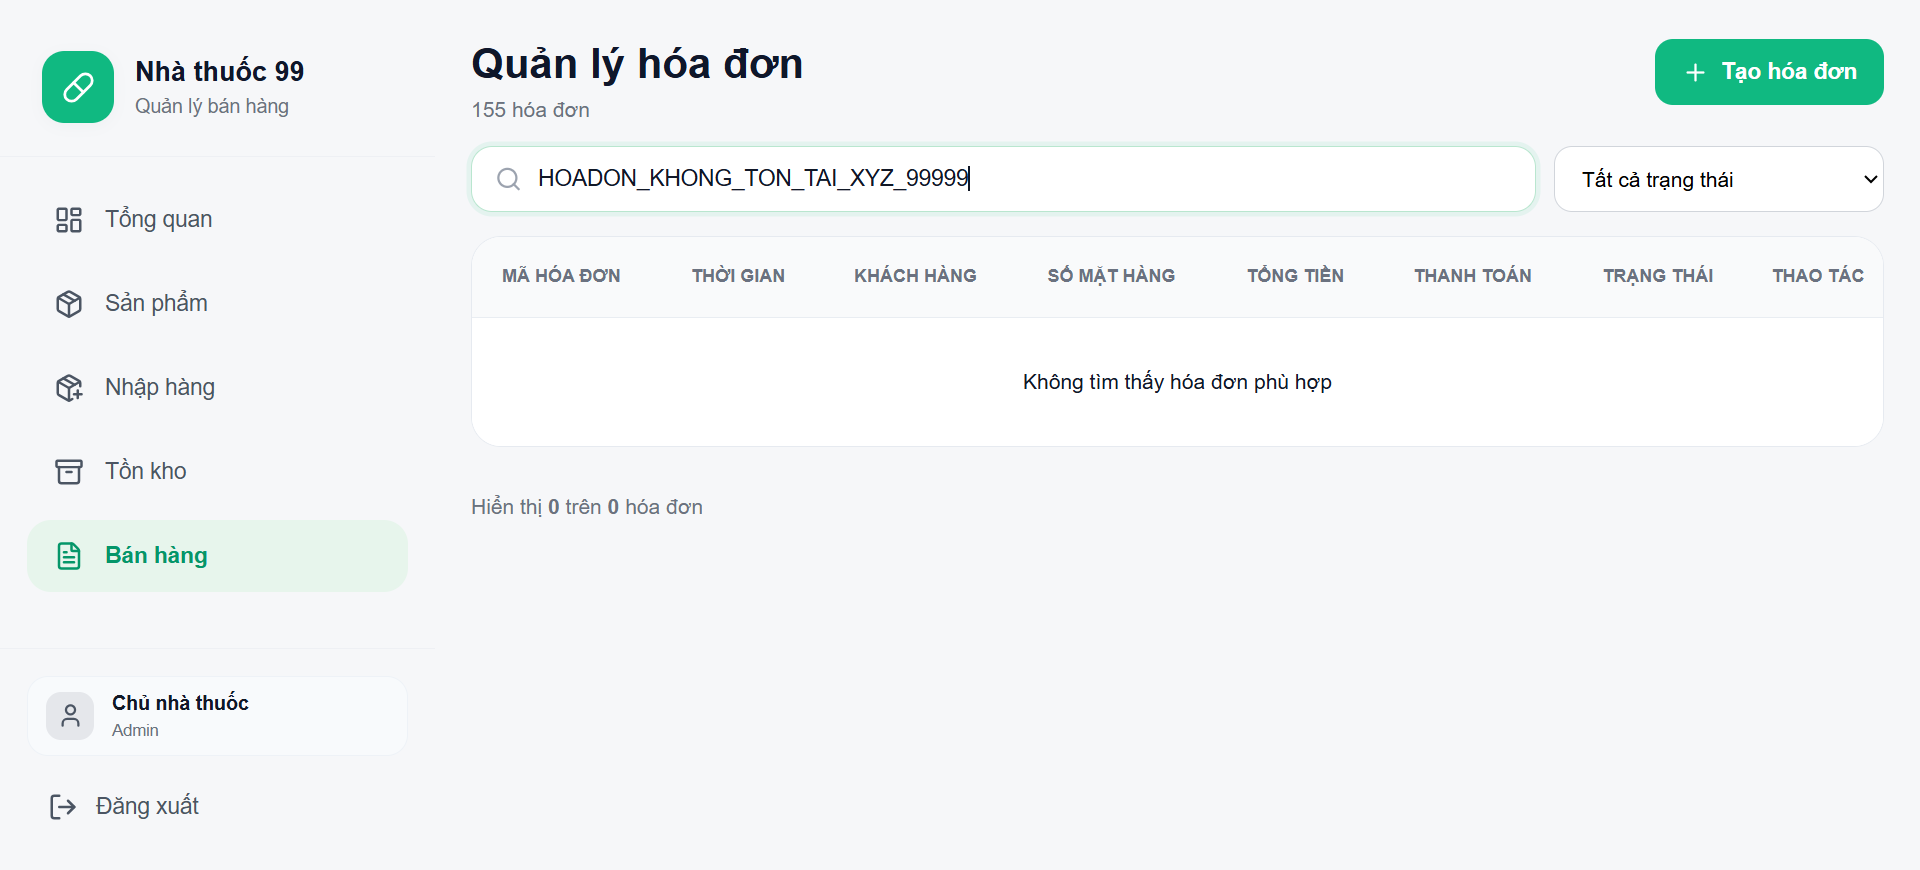 Nhà thuốc 99
Quản lý bán hàng
Tổng quan
Sản phẩm
Nhập hàng
Tồn kho
Bán hàng
Chủ nhà thuốc
Admin
Đăng xuất
Quản lý hóa đơn
155 hóa đơn
Tạo hóa đơn
HOADON_KHONG_TON_TAI_XYZ_99999
Tất cả trạng thái
MÃ HÓA ĐƠN THỜI GIAN KHÁCH HÀNG SỐ MẶT HÀNG TỔNG TIỀN THANH TOÁN TRẠNG THÁI THAO TÁC
Không tìm thấy hóa đơn phù hợp
Hiển thị 0 trên 0 hóa đơn